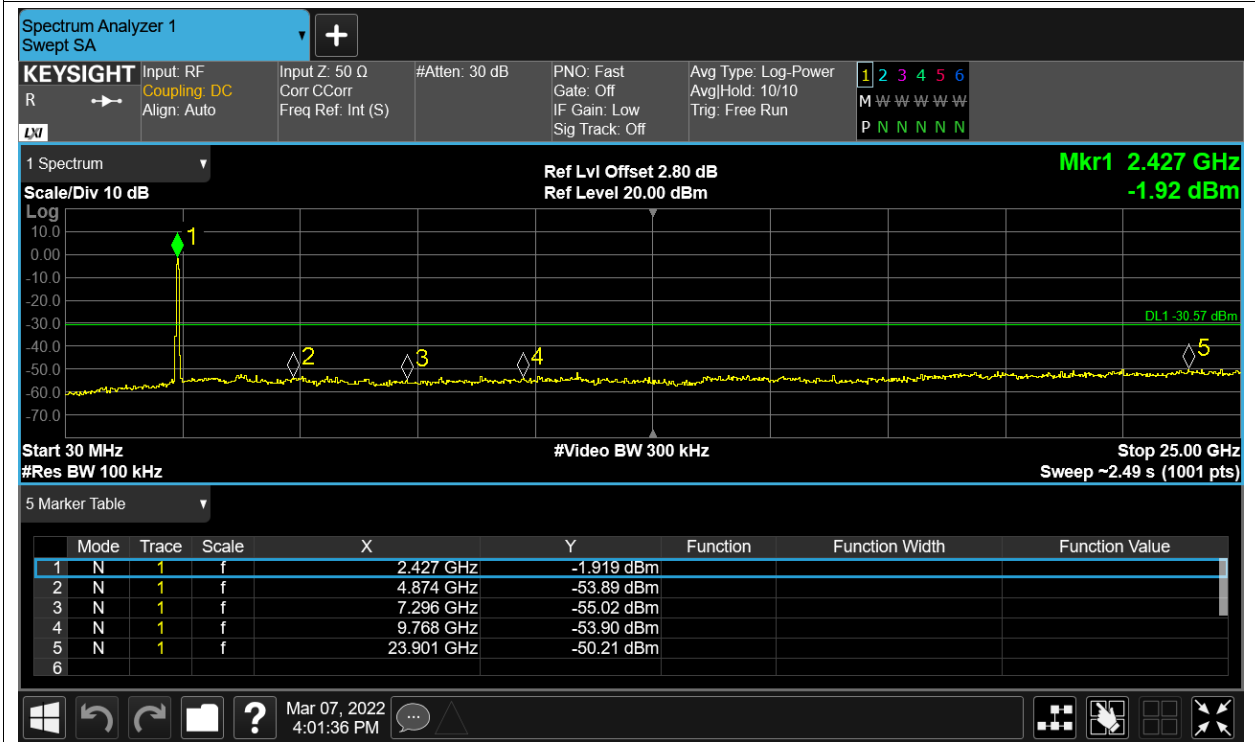 Spectrum Analyzer 1
Swept SA
+
KEYSIGHT
R
LXI
Input: RF
Coupling: DC
Align: Auto
Input Z: 50 Ω
Corr CCorr
Freq Ref: Int (S)
#Atten: 30 dB
PNO: Fast
Gate: Off
IF Gain: Low
Sig Track: Off
Avg Type: Log-Power
Avg|Hold: 10/10
Trig: Free Run
1 2 3 4 5 6
M W W W W W
P N N N N N
1 Spectrum
Scale/Div 10 dB
Ref Lvl Offset 2.80 dB
Ref Level 20.00 dBm
Mkr1 2.427 GHz
-1.92 dBm
Log
10.0
0.00
-10.0
-20.0
-30.0
-40.0
-50.0
-60.0
-70.0
1
2
3
4
5
DL1 -30.57 dBm
Start 30 MHz
#Res BW 100 kHz
#Video BW 300 kHz
Stop 25.00 GHz
Sweep ~2.49 s (1001 pts)
5 Marker Table
Mode Trace Scale X Y Function Function Width Function Value
1 N 1 f 2.427 GHz -1.919 dBm
2 N 1 f 4.874 GHz -53.89 dBm
3 N 1 f 7.296 GHz -55.02 dBm
4 N 1 f 9.768 GHz -53.90 dBm
5 N 1 f 23.901 GHz -50.21 dBm
6
?
Mar 07, 2022
4:01:36 PM